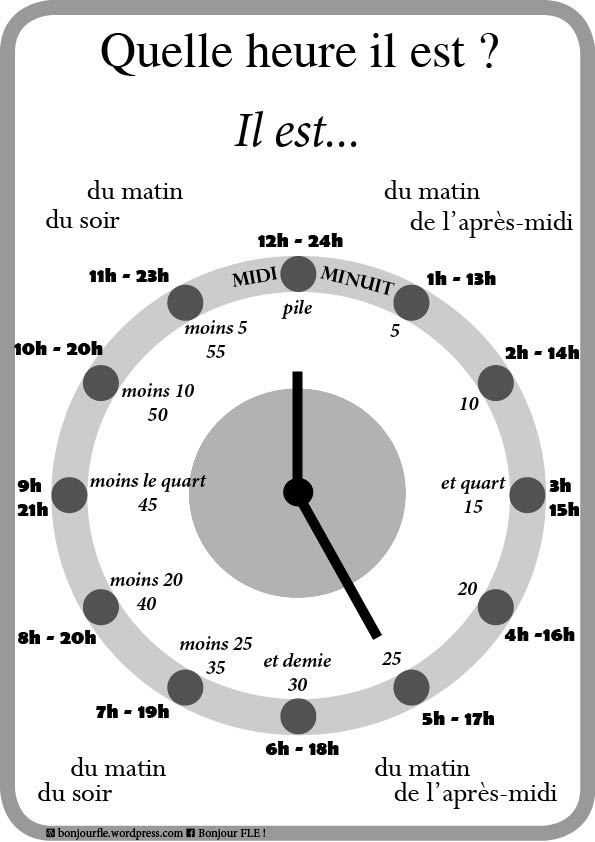 Quelle heure il est ?
Il est...
du matin
du soir
du matin
de l'après-midi
12h - 24h
11h - 23h
MIDI
MINUIT
1h - 13h
pile
moins 5
55
5
10h - 20h
2h - 14h
moins 10
50
10
9h
21h
moins le quart
45
et quart
15
3h
15h
moins 20
40
20
8h - 20h
4h -16h
moins 25
35
et demie
30
25
7h - 19h
5h - 17h
6h - 18h
du matin
du soir
du matin
de l'après-midi
bonjourfle.wordpress.com Bonjour FLE !